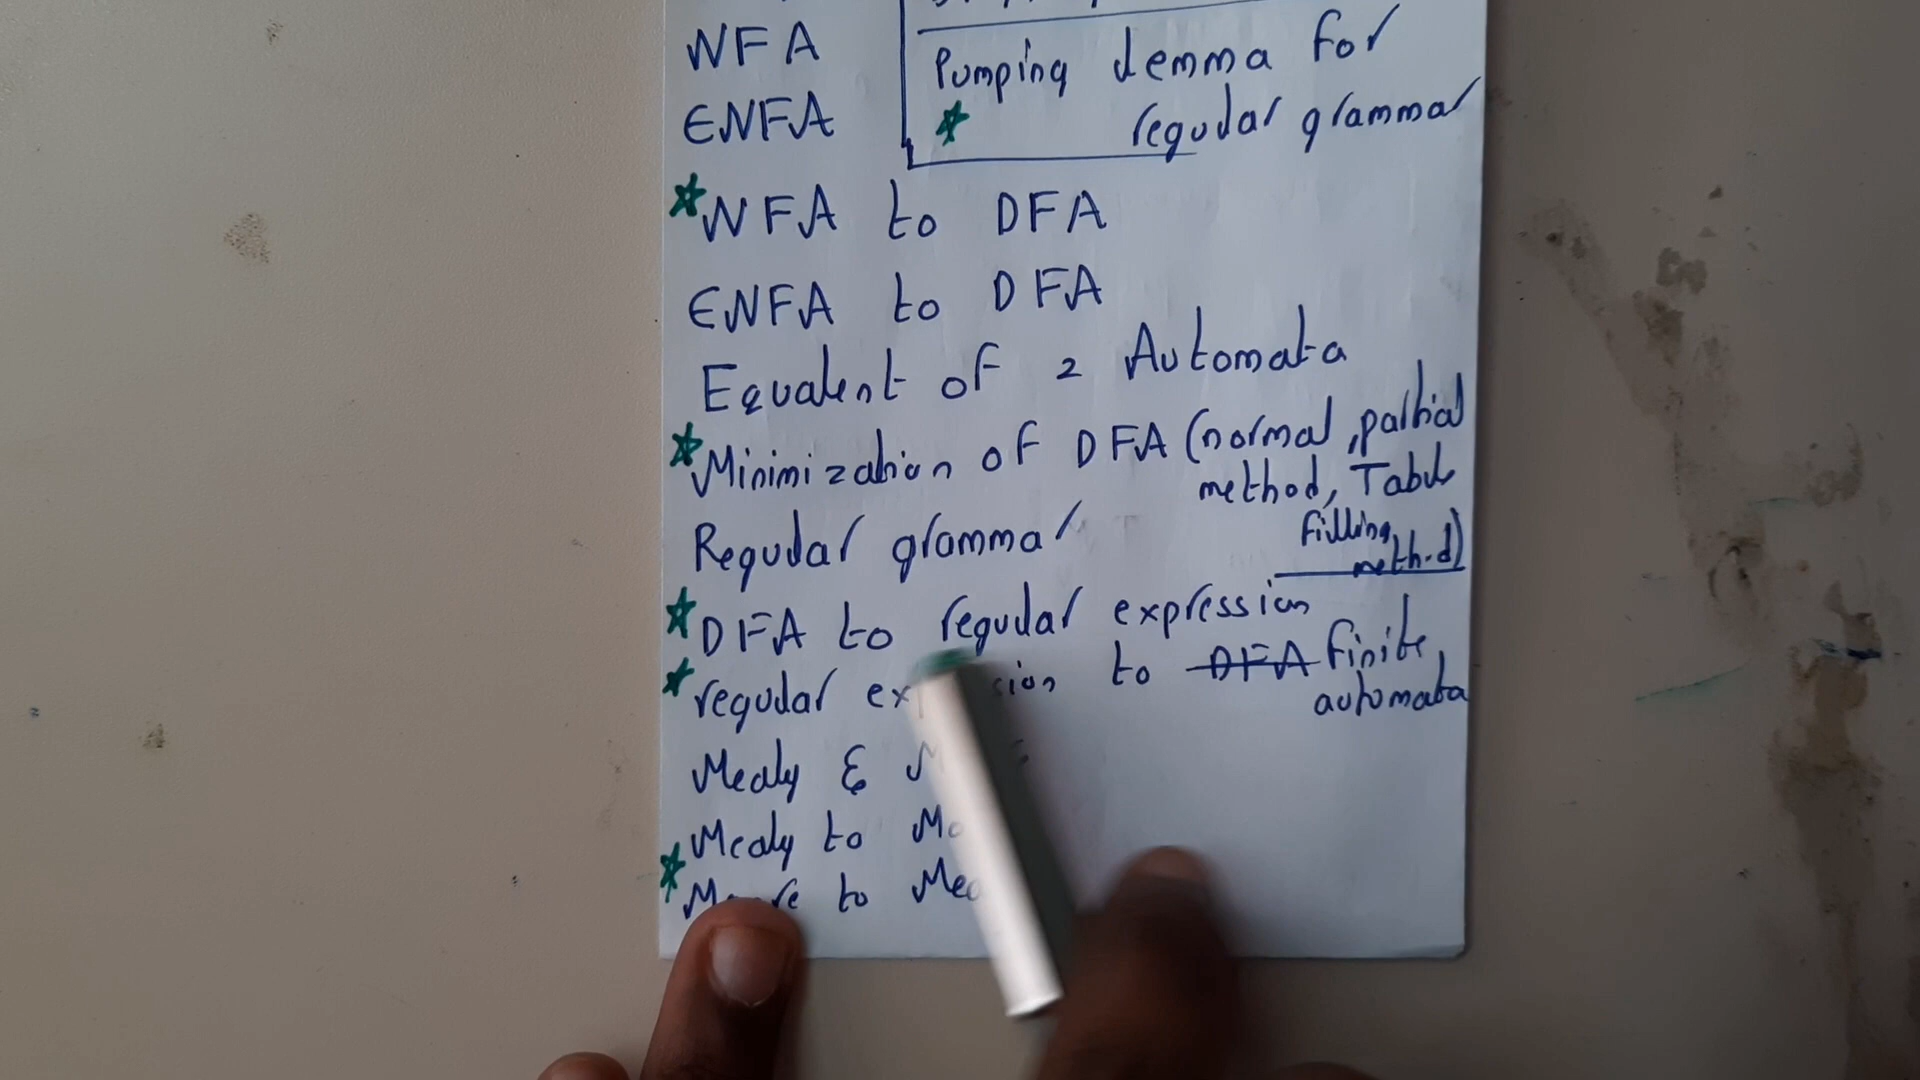 NFA
ENFA
Pumping Lemma for
regular grammar
NFA to DFA
ENFA to DFA
Equalent of 2 Automata
Minimization of DFA (normal, partial
method, Table
filling
method)
Regular grammar
DFA to regular expression
regular to DFA finite
automata
Mealy &
Mealy to
to